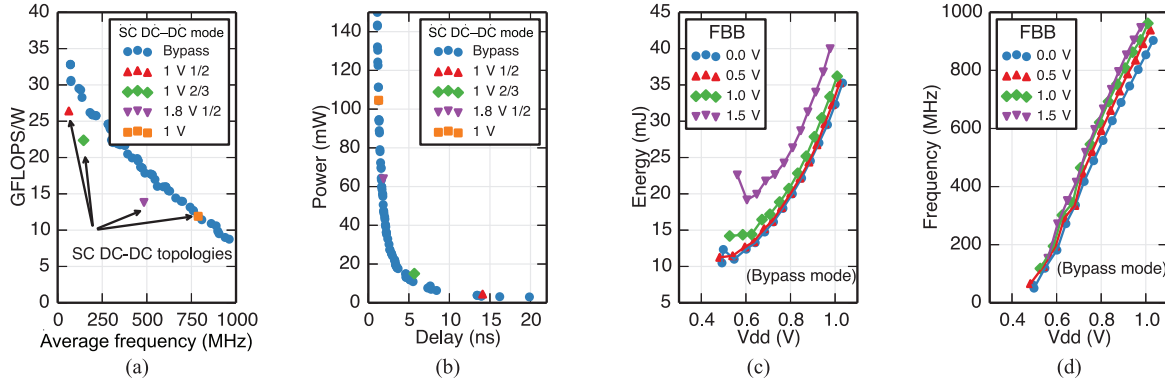 40
35
30
25
20
15
10
5
0
GFLOPS/W
0
250
500
750
1000
Average frequency (MHz)
SC DC–DC mode
Bypass
1 V 1/2
1 V 2/3
1.8 V 1/2
1 V
SC DC-DC topologies
(a)
140
120
100
80
60
40
20
0
Power (mW)
0
5
10
15
20
Delay (ns)
SC DC–DC mode
Bypass
1 V 1/2
1 V 2/3
1.8 V 1/2
1 V
(b)
45
40
35
30
25
20
15
10
5
Energy (mJ)
0.4
0.6
0.8
1.0
Vdd (V)
FBB
0.0 V
0.5 V
1.0 V
1.5 V
(Bypass mode)
(c)
1000
800
600
400
200
0
Frequency (MHz)
0.4
0.6
0.8
1.0
Vdd (V)
FBB
0.0 V
0.5 V
1.0 V
1.5 V
(Bypass mode)
(d)